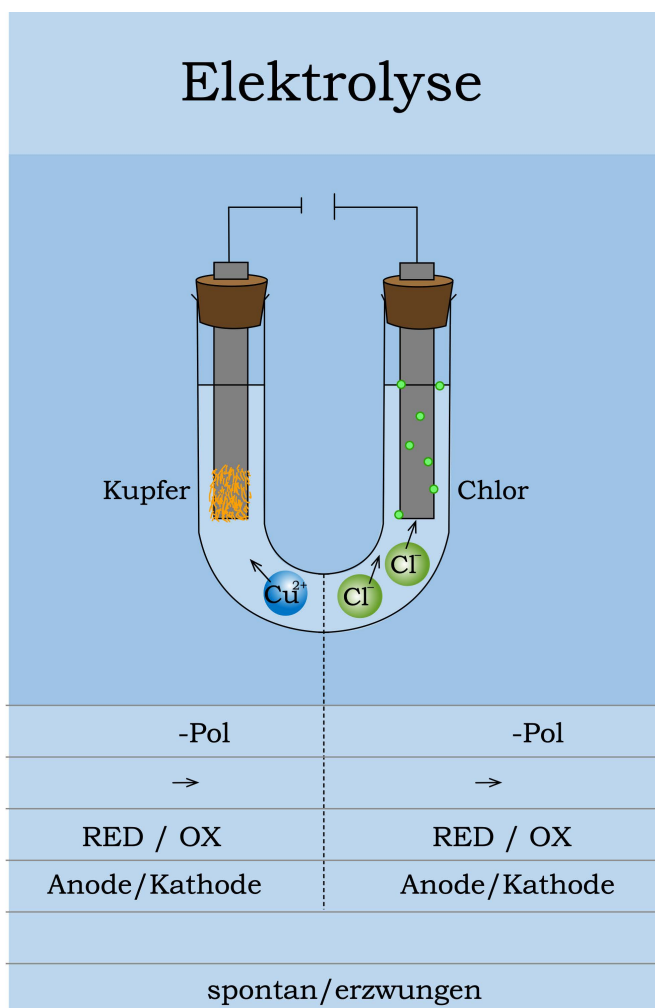 Elektrolyse
Kupfer
Chlor
Cu²⁺
Cl⁻
Cl⁻
-Pol -Pol
→ →
RED / OX RED / OX
Anode/Kathode Anode/Kathode
spontan/erzwungen